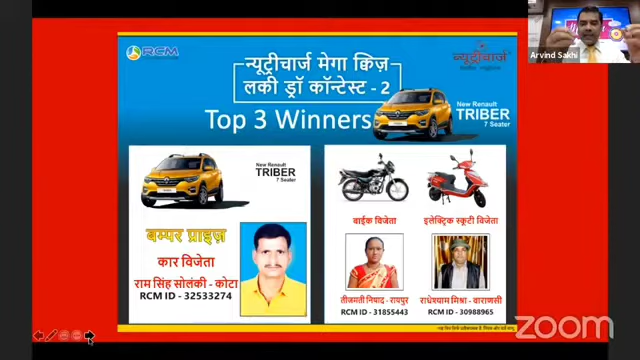 Arvind Sakhi
RCM
न्यूट्रीचार्ज मेगा क्विज़
लकी ड्रॉ कॉन्टेस्ट - 2
न्यूट्रीचार्ज
Top 3 Winners
New Renault
TRIBER
7 Seater
New Renault
TRIBER
7 Seater
बम्पर प्राइज़
कार विजेता
राम सिंह सोलंकी - कोटा
RCM ID - 32533274
बाईक विजेता
इलेक्ट्रिक स्कूटी विजेता
तीजमती निषाद - रायपुर
RCM ID - 31855443
राधेश्याम मिश्रा - वाराणसी
RCM ID - 30988965
zoom